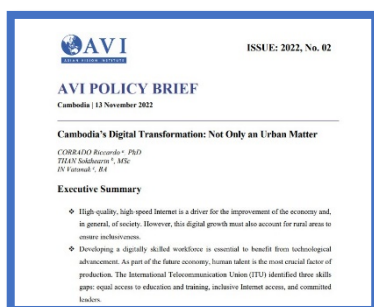 AVI
ASIAN VISION INSTITUTE
ISSUE: 2022, No. 02
AVI POLICY BRIEF
Cambodia | 13 November 2022
Cambodia's Digital Transformation: Not Only an Urban Matter
CORRADO Riccardo a, PhD
THAN Sokthearin b, MSc
IN Vatanak c, BA
Executive Summary
❖ High-quality, high-speed Internet is a driver for the improvement of the economy and,
in general, of society. However, this digital growth must also account for rural areas to
ensure inclusiveness.
❖ Developing a digitally skilled workforce is essential to benefit from technological
advancement. As part of the future economy, human talent is the most crucial factor of
production. The International Telecommunication Union (ITU) identified three skills
gaps: equal access to education and training, inclusive Internet access, and committed
leaders.